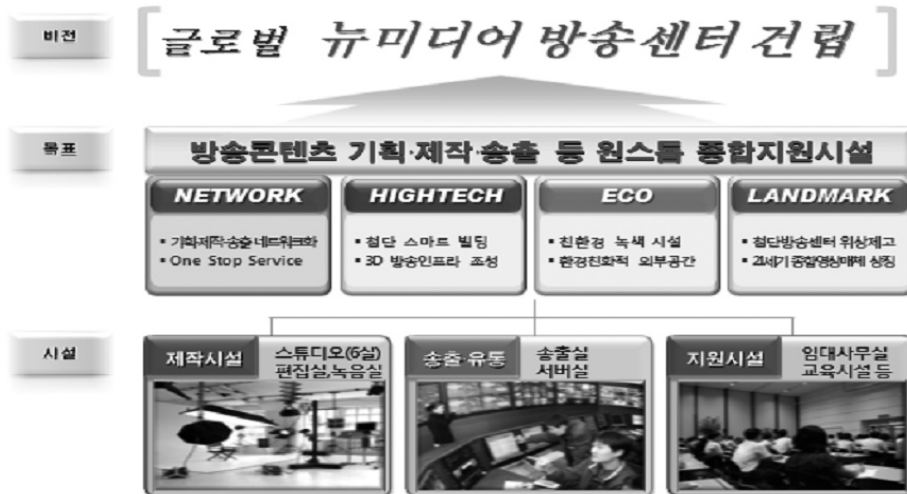 비전
글로벌 뉴미디어 방송센터 건립
목표
방송콘텐츠 기획·제작·송출 등 원스톱 종합지원시설
NETWORK
▪ 기획제작송출네트워크화
▪ One Stop Service
HIGHTECH
▪ 첨단 스마트 빌딩
▪ 3D 방송인프라 조성
ECO
▪ 친환경 녹색 시설
▪ 환경친화적 외부공간
LANDMARK
▪ 첨단방송센터 위상제고
▪ 21세기 종합영상매체 상징
시설
제작시설
스튜디오(6실)
편집실,녹음실
송출·유통
송출실
서버실
지원시설
임대사무실
교육시설 등